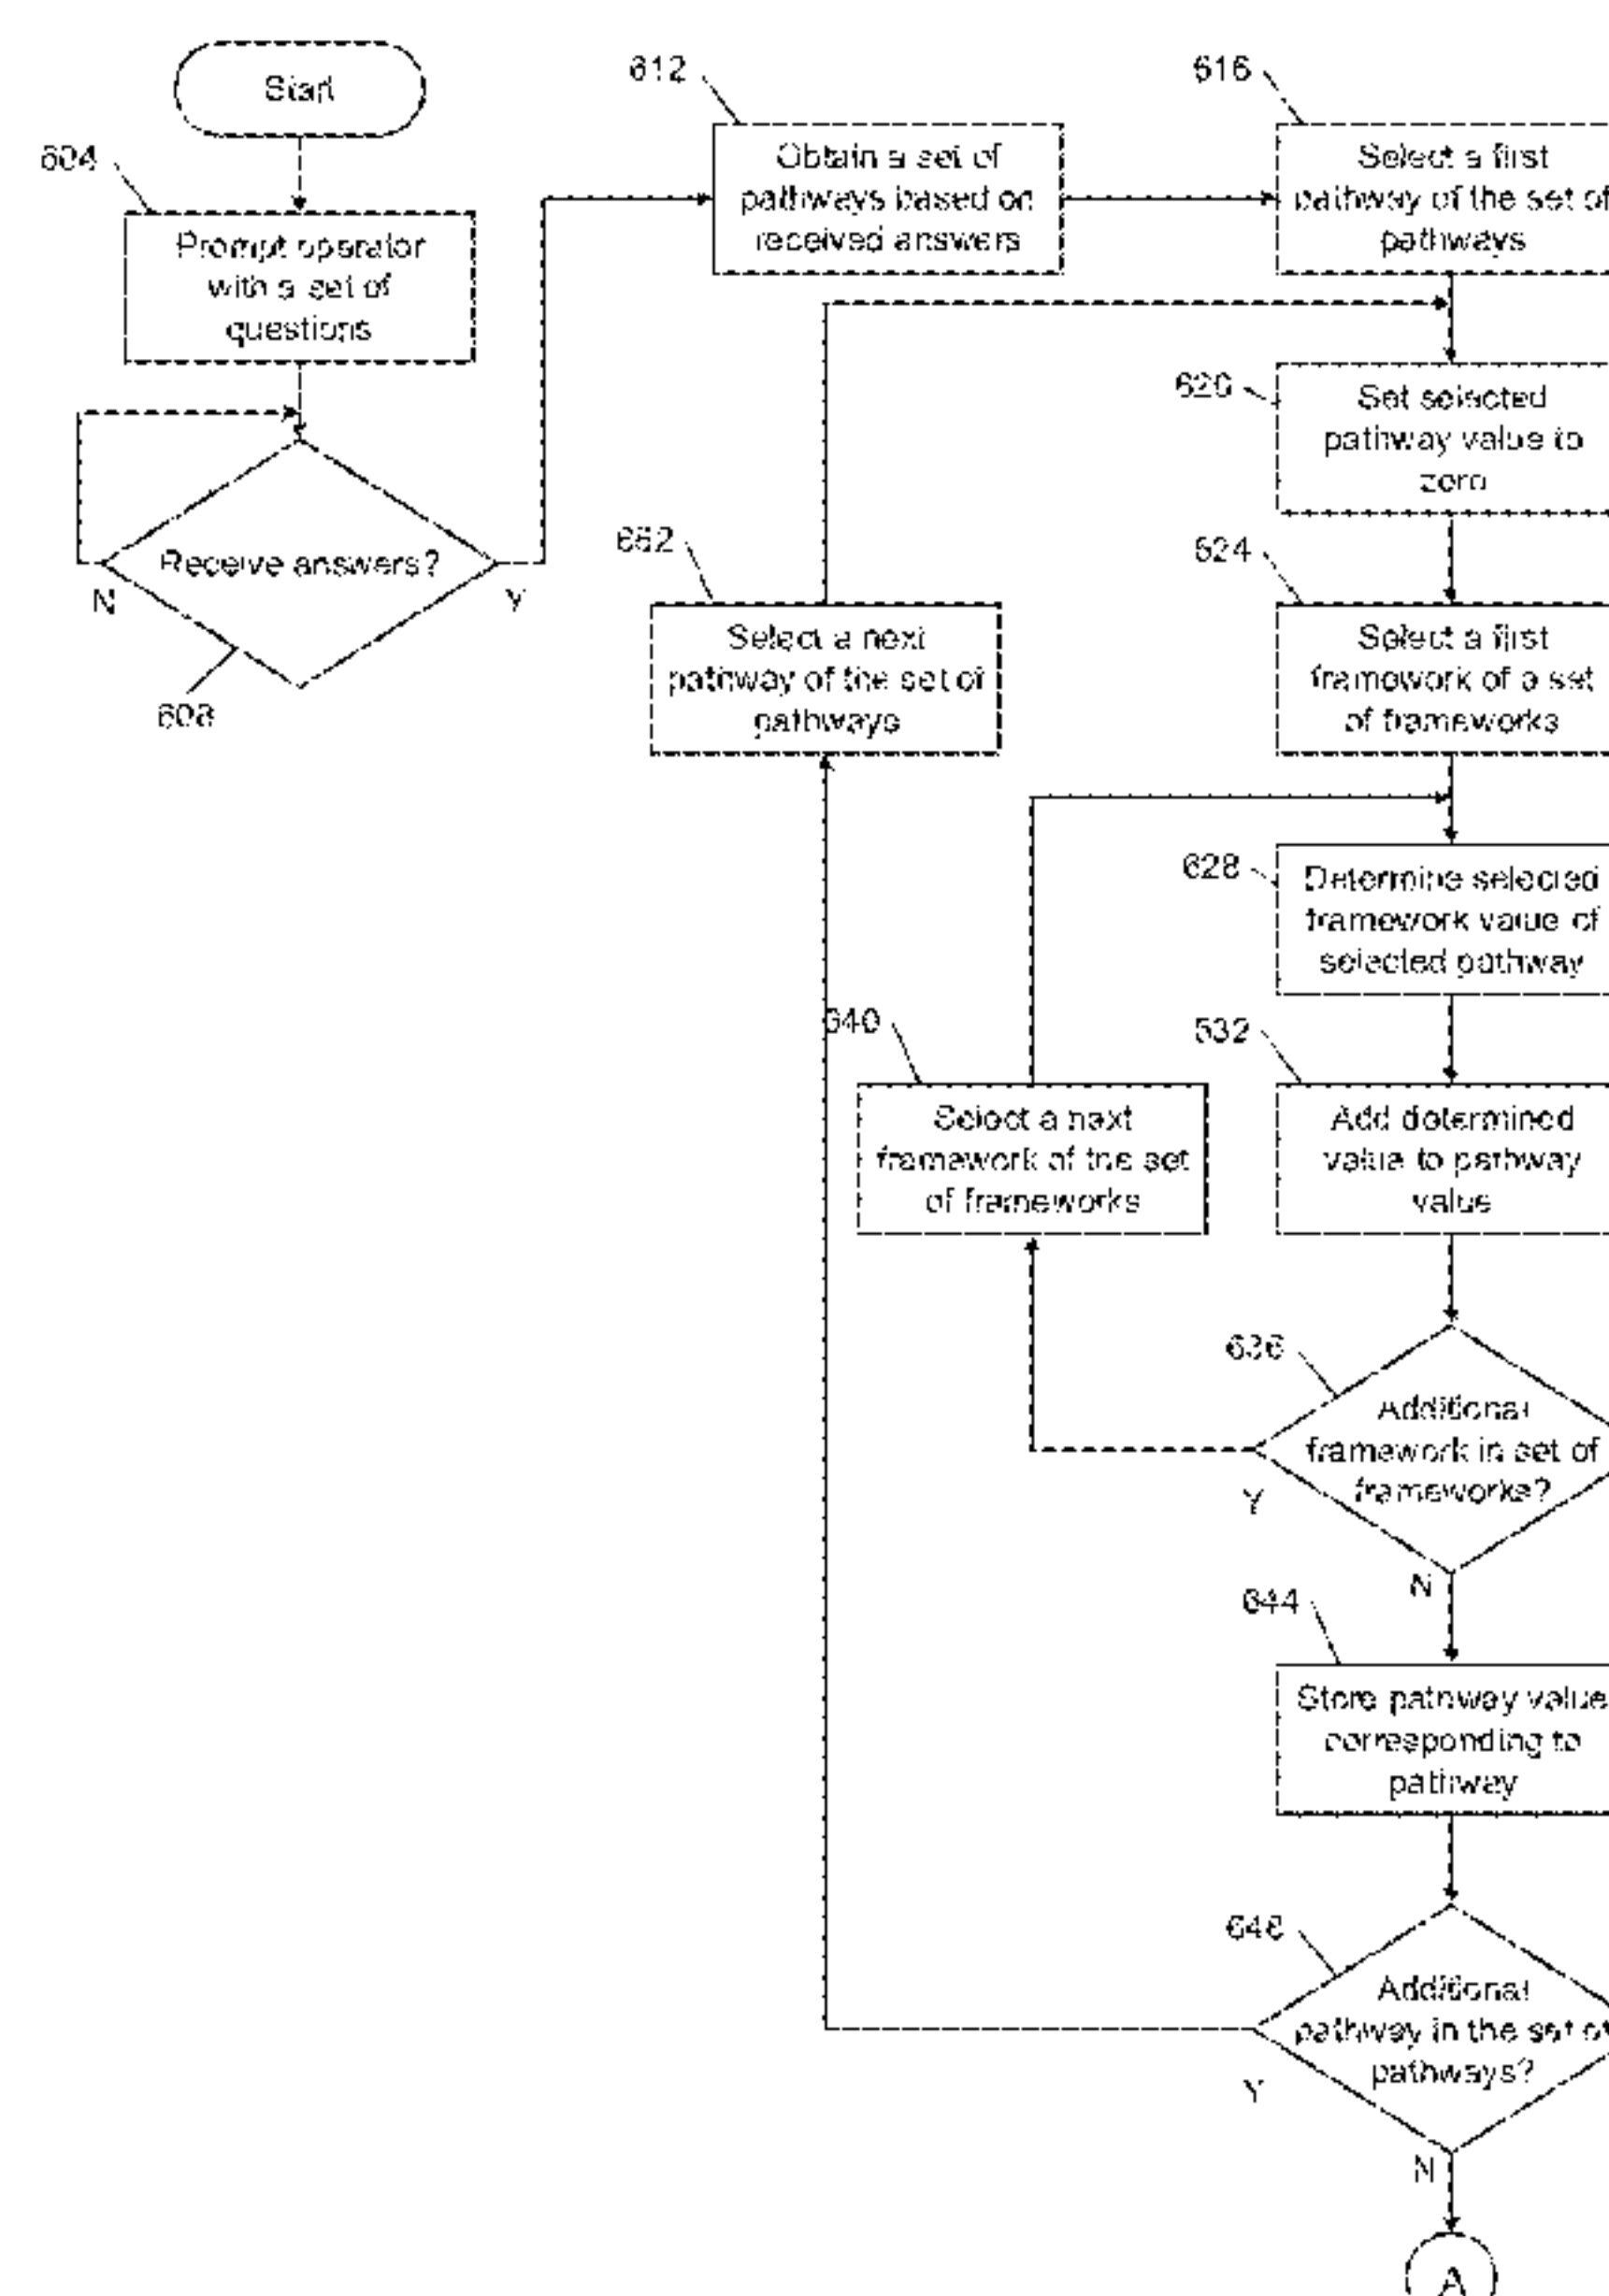 Start
604
Prompt operator
with a set of
questions
Receive answers?
N
Y
608
612
Obtain a set of
pathways based on
received answers
616
Select a first
pathway of the set of
pathways
620
Set selected
pathway value to
zero
624
Select a first
framework of a set
of frameworks
628
Determine selected
framework value of
selected pathway
632
Add determined
value to pathway
value
636
Additional
framework in set of
frameworks?
Y
N
640
Select a next
framework of the set
of frameworks
644
Store pathway value
corresponding to
pathway
648
Additional
pathway in the set of
pathways?
Y
N
652
Select a next
pathway of the set of
pathways
A